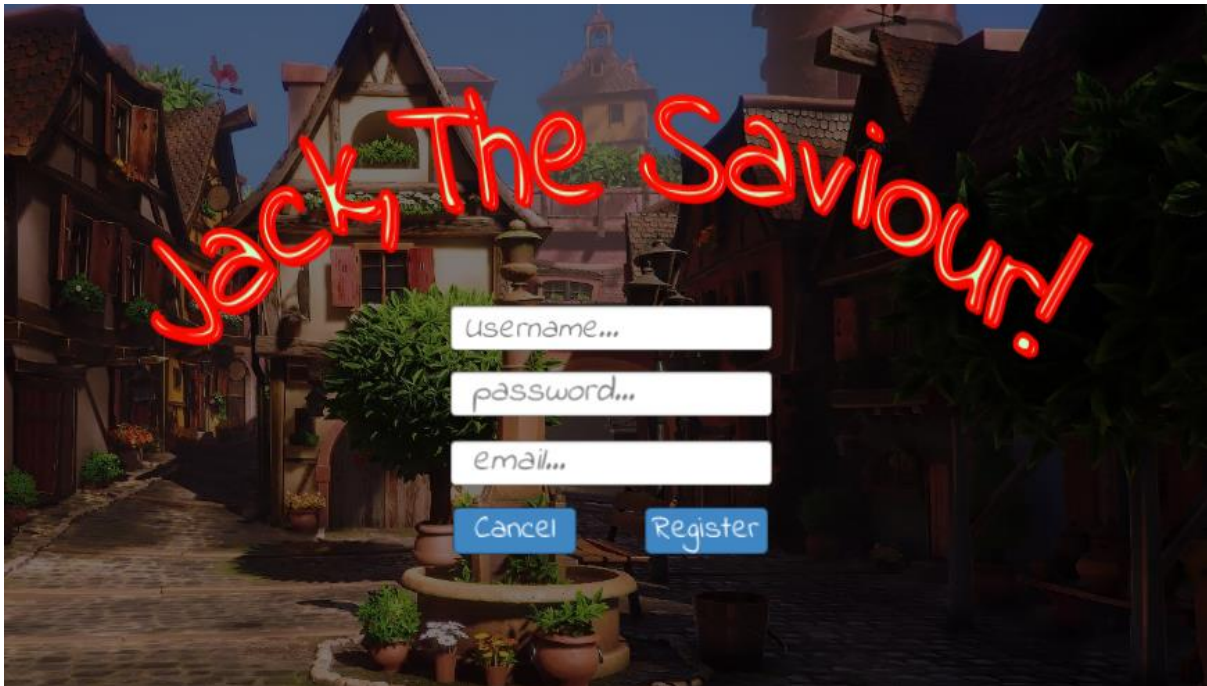 Jack, The Saviour!
username...
password...
email...
Cancel Register